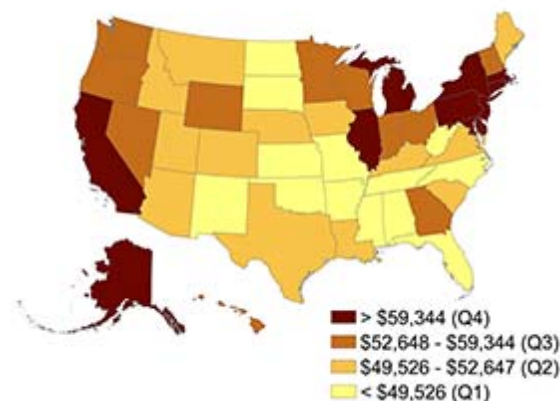 > $59,344 (Q4)
$52,648 - $59,344 (Q3)
$49,526 - $52,647 (Q2)
< $49,526 (Q1)